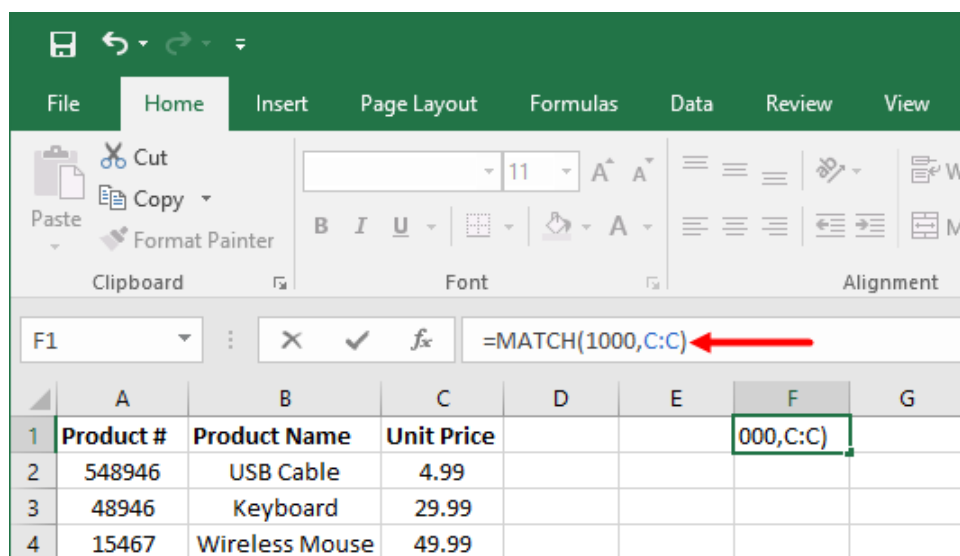 File Home Insert Page Layout Formulas Data Review View
Cut
Copy
Paste
Format Painter
11 A A
B I U A
Clipboard Font Alignment
F1 fx =MATCH(1000,C:C)
A B C D E F G
1 Product # Product Name Unit Price 000,C:C)
2 548946 USB Cable 4.99
3 48946 Keyboard 29.99
4 15467 Wireless Mouse 49.99